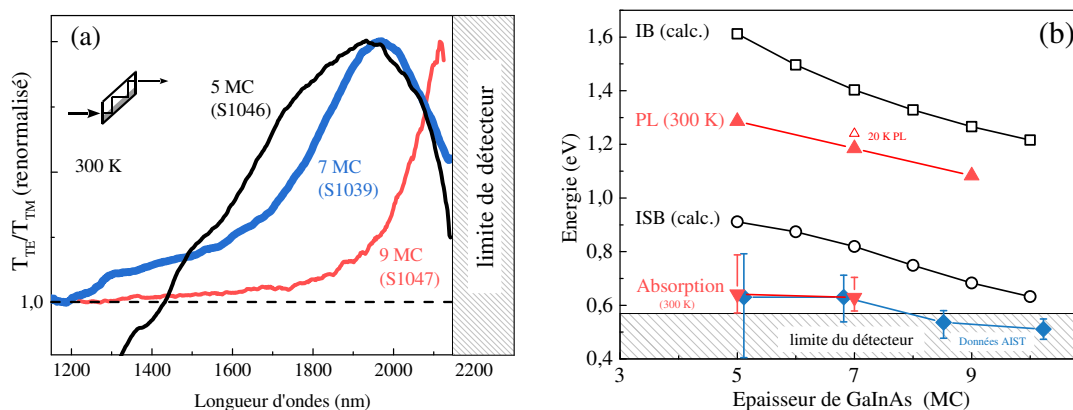 (a)
5 MC
(S1046)
300 K
7 MC
(S1039)
9 MC
(S1047)
limite de détecteur
T_TE/T_TM (renormalisé)
1,0
1200 1400 1600 1800 2000 2200
Longueur d'ondes (nm)
(b)
IB (calc.)
PL (300 K)
20 K PL
ISB (calc.)
Absorption
(300 K)
Données AIST
limite du détecteur
Energie (eV)
1,6
1,4
1,2
1,0
0,8
0,6
0,4
3 5 7 9
Epaisseur de GaInAs (MC)